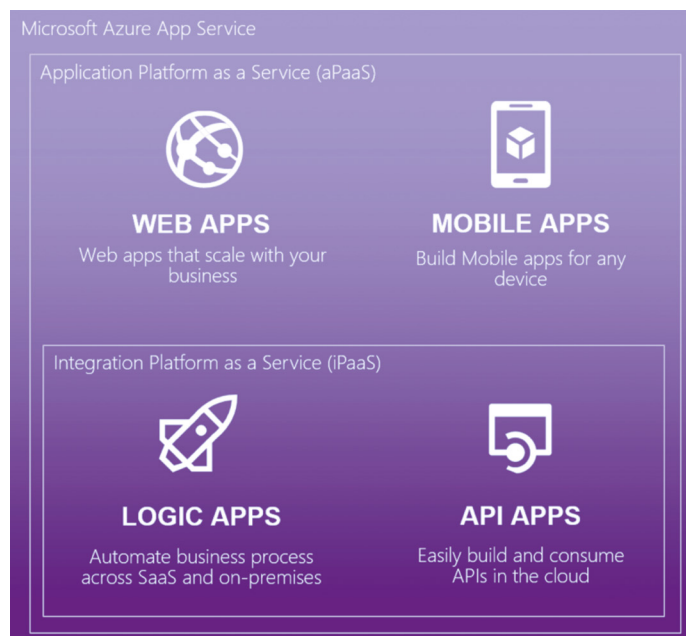 Microsoft Azure App Service
Application Platform as a Service (aPaaS)
WEB APPS
Web apps that scale with your
business
MOBILE APPS
Build Mobile apps for any
device
Integration Platform as a Service (iPaaS)
LOGIC APPS
Automate business process
across SaaS and on-premises
API APPS
Easily build and consume
APIs in the cloud